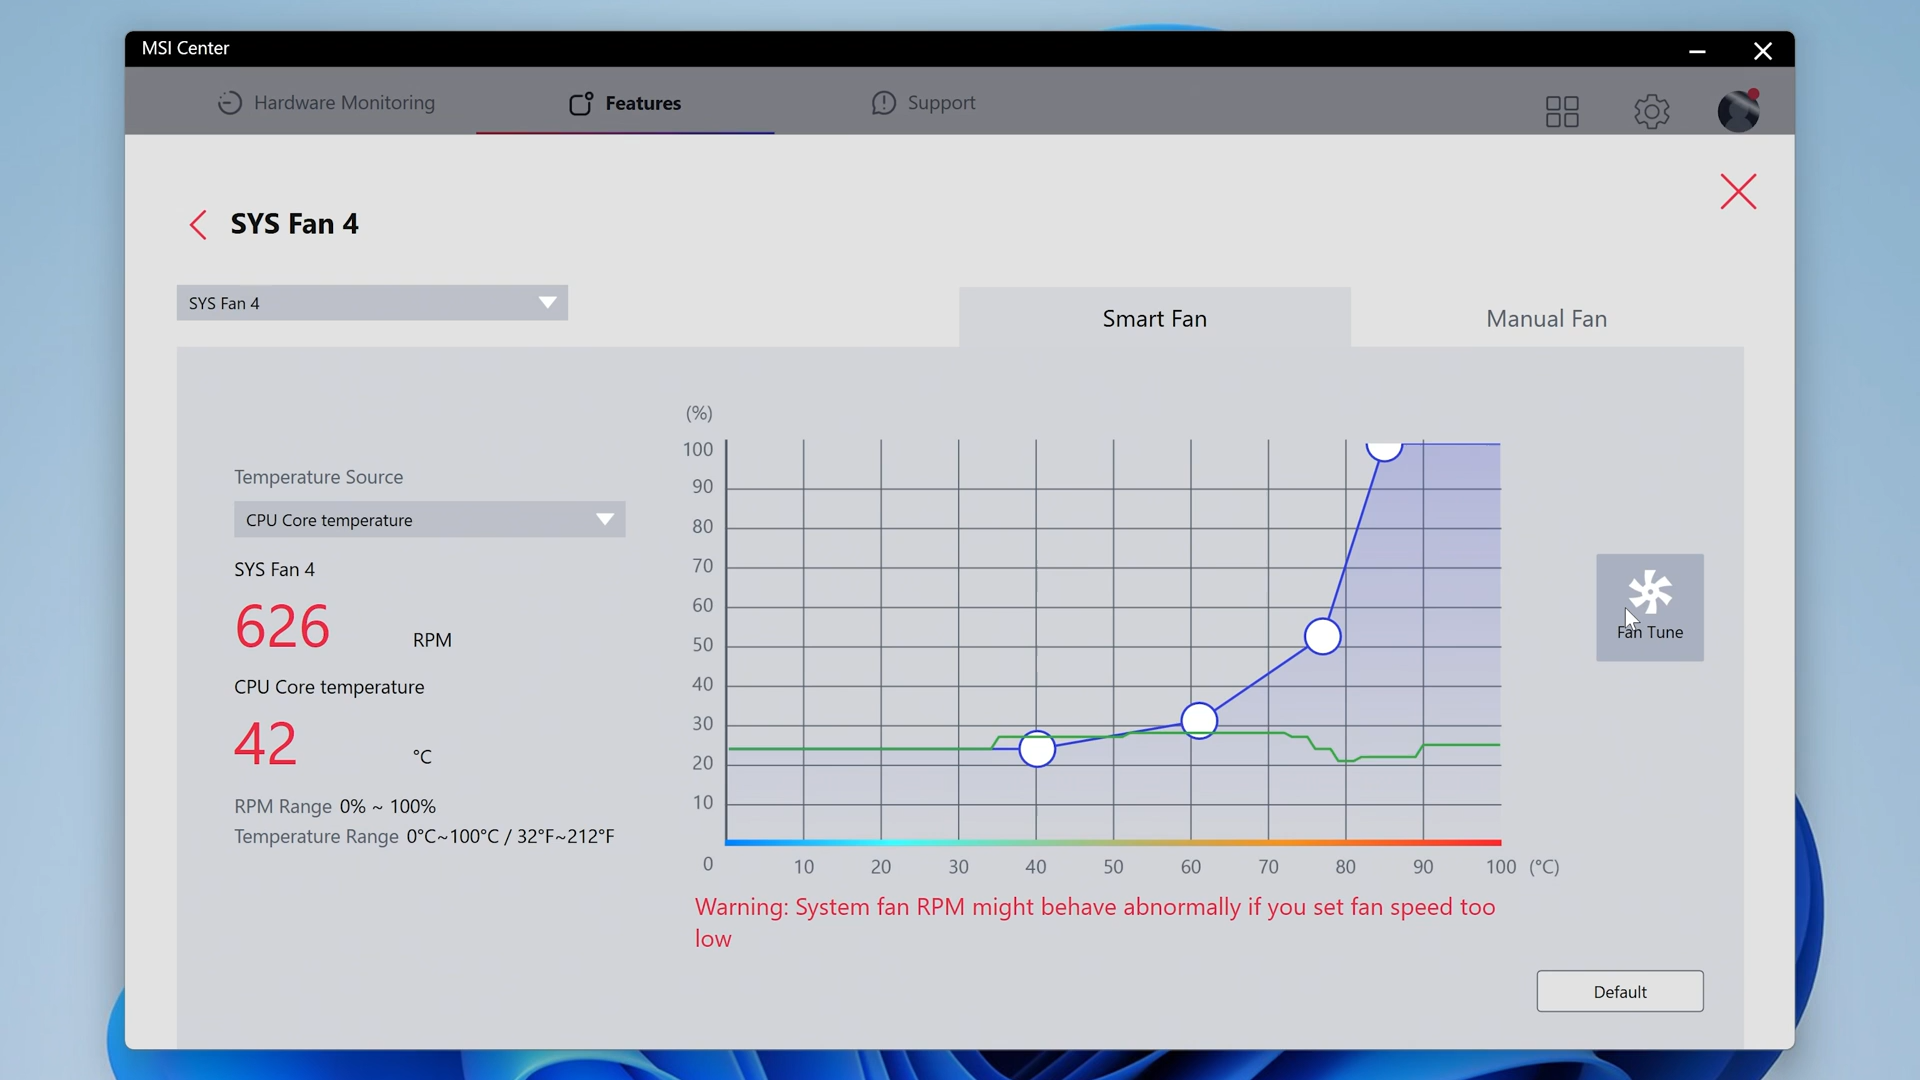 MSI Center
Hardware Monitoring
Features
Support
SYS Fan 4
SYS Fan 4
Smart Fan
Manual Fan
Temperature Source
CPU Core temperature
SYS Fan 4
626 RPM
CPU Core temperature
42 °C
RPM Range 0% ~ 100%
Temperature Range 0°C~100°C / 32°F~212°F
(%)
100
90
80
70
60
50
40
30
20
10
0 10 20 30 40 50 60 70 80 90 100 (°C)
Warning: System fan RPM might behave abnormally if you set fan speed too
low
Fan Tune
Default